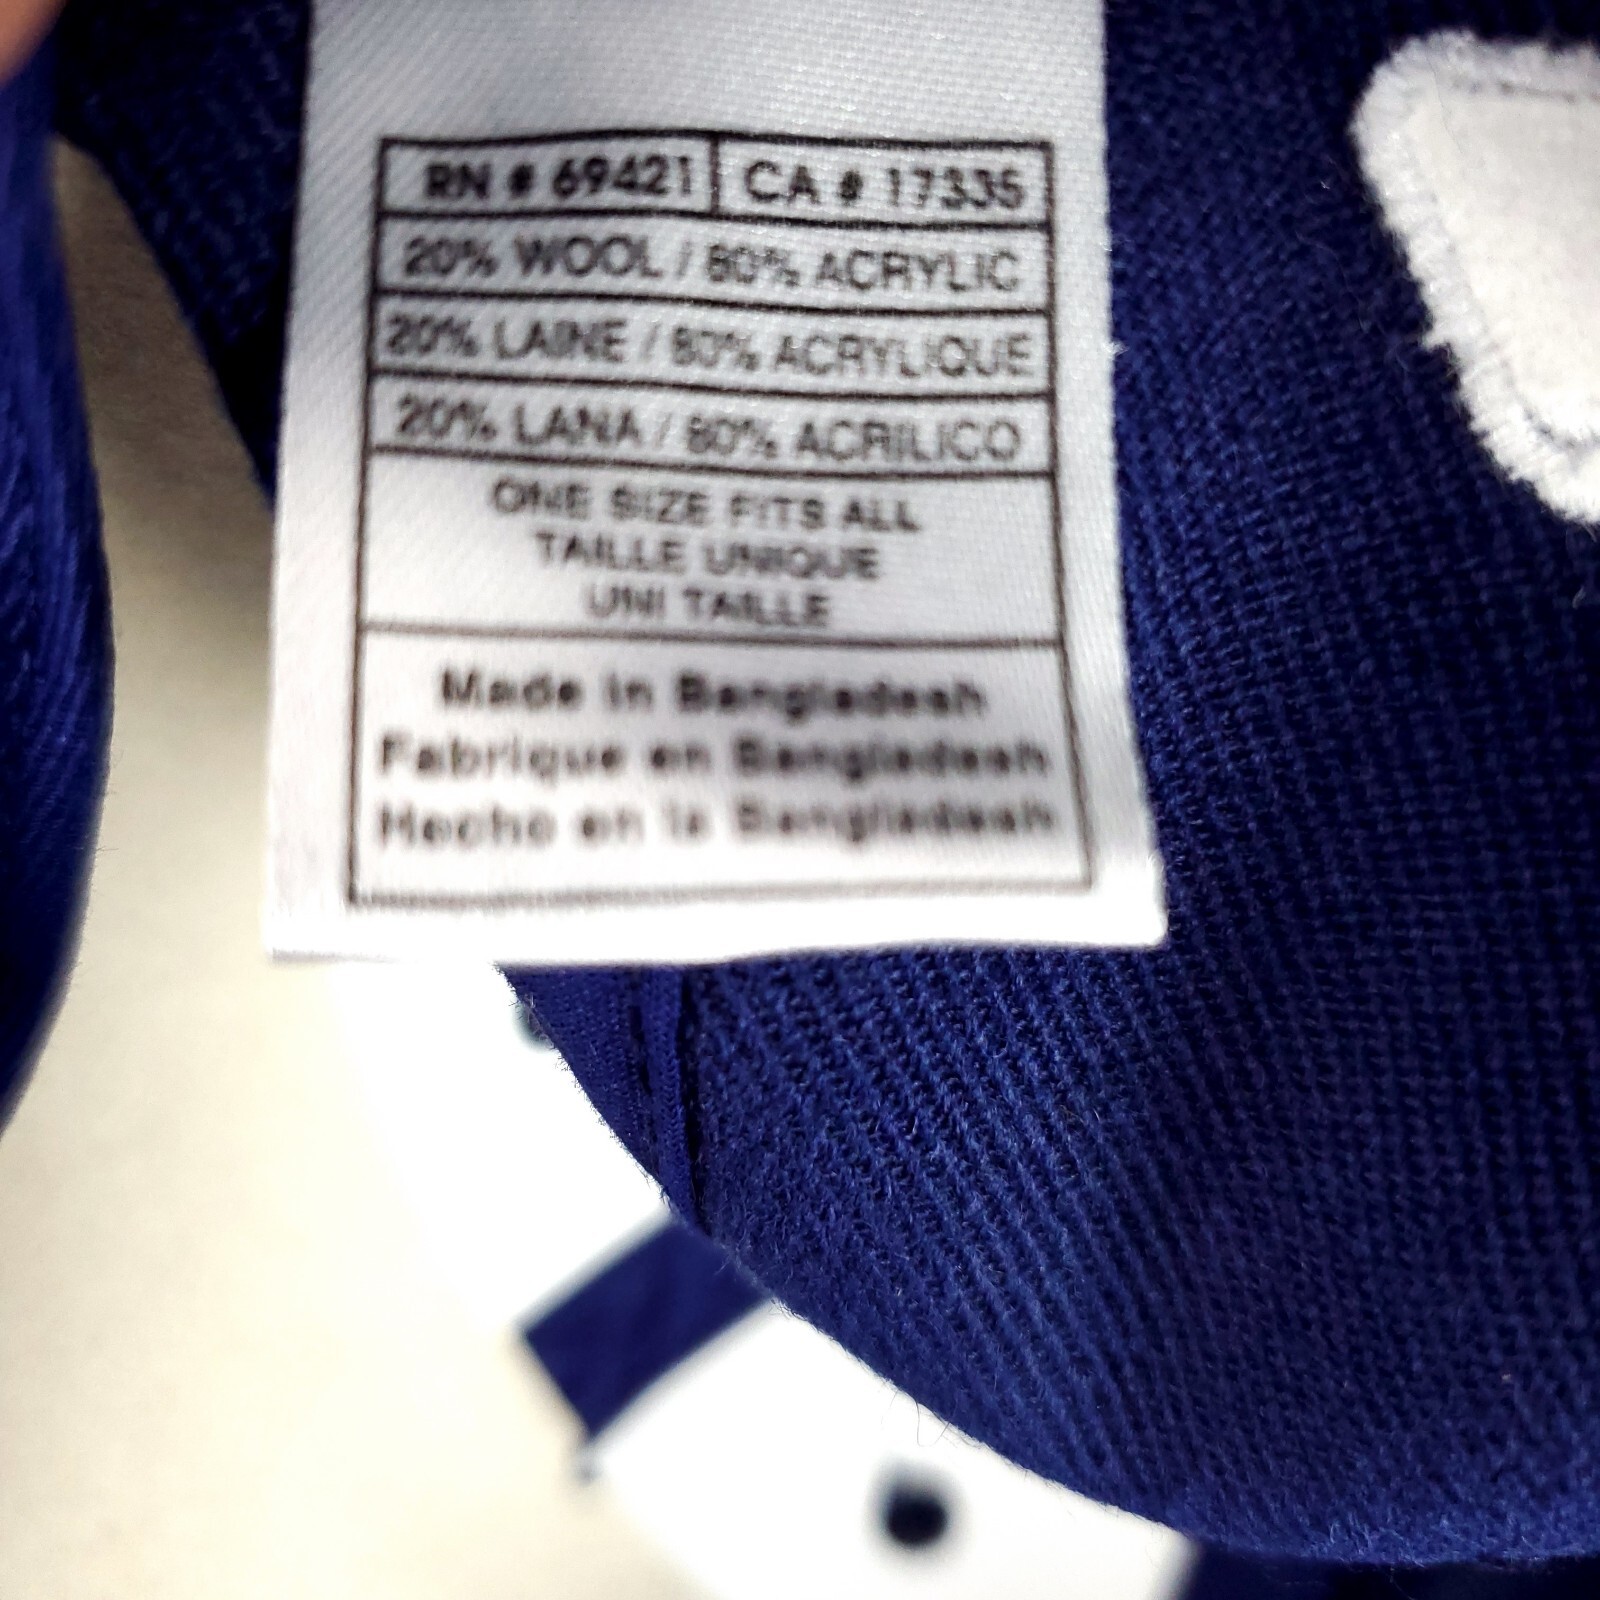 RN # 69421 CA # 17335
20% WOOL / 80% ACRYLIC
20% LAINE / 80% ACRYLIQUE
20% LANA / 80% ACRILICO
ONE SIZE FITS ALL
TAILLE UNIQUE
UNI TAILLE
Made in Bangladesh
Fabrique en Bangladesh
Hecho en la Bangladesh